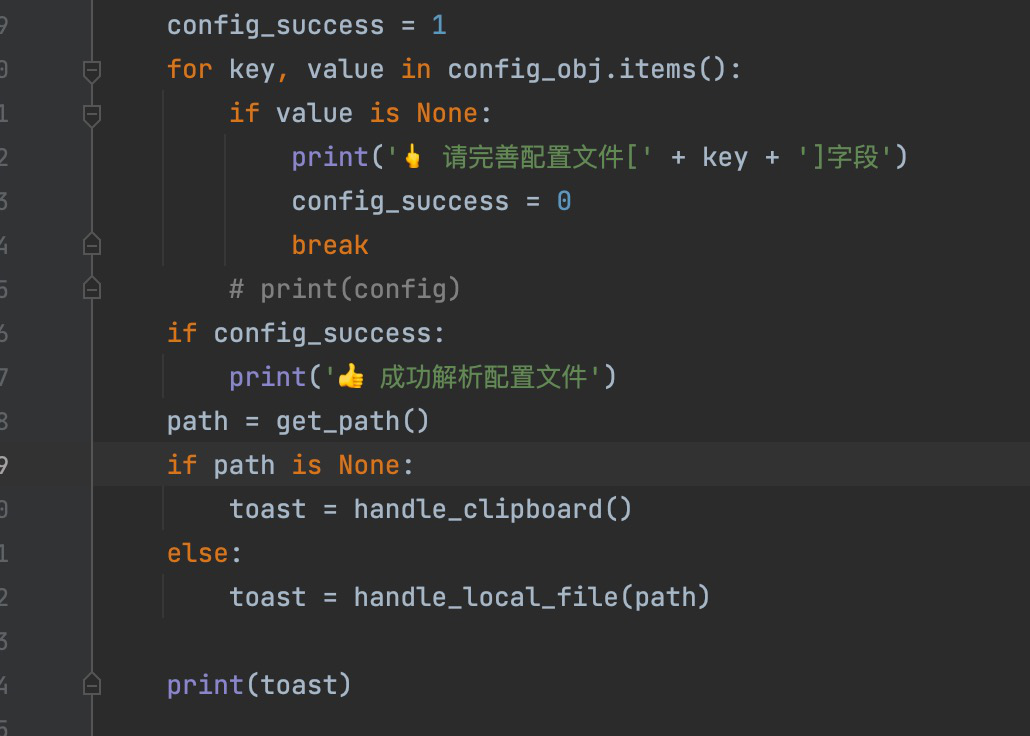 9 config_success = 1
0 for key, value in config_obj.items():
1 if value is None:
2 print('👆 请完善配置文件[' + key + ']字段')
3 config_success = 0
4 break
5 # print(config)
6 if config_success:
7 print('👍 成功解析配置文件')
8 path = get_path()
9 if path is None:
0 toast = handle_clipboard()
1 else:
2 toast = handle_local_file(path)
3
4 print(toast)
5